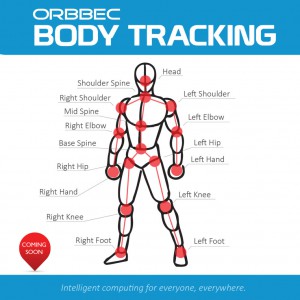 ORBBEC
BODY TRACKING
Head
Shoulder Spine
Right Shoulder
Left Shoulder
Mid Spine
Left Elbow
Right Elbow
Base Spine
Left Hip
Right Hip
Left Hand
Right Hand
Left Knee
Right Knee
Right Foot
Left Foot
COMING
SOON
Intelligent computing for everyone, everywhere.